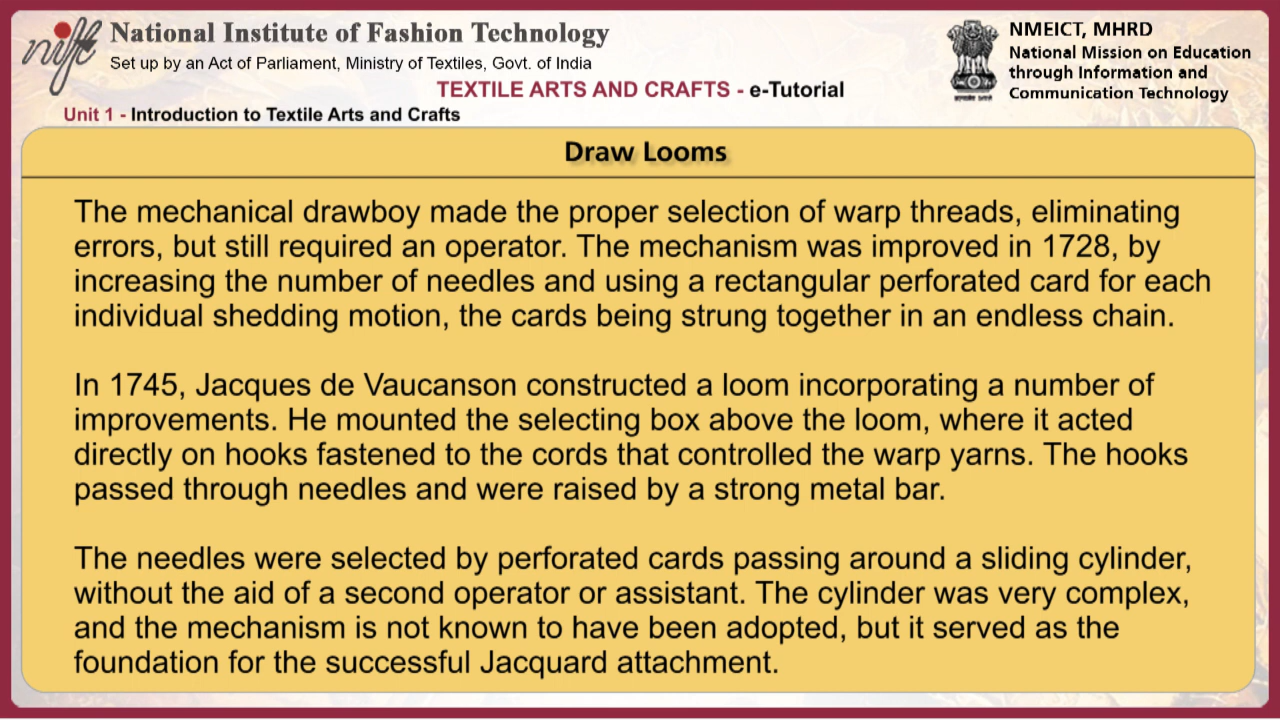 nift
National Institute of Fashion Technology
Set up by an Act of Parliament, Ministry of Textiles, Govt. of India
NMEICT, MHRD
National Mission on Education
through Information and
Communication Technology
TEXTILE ARTS AND CRAFTS - e-Tutorial
Unit 1 - Introduction to Textile Arts and Crafts
Draw Looms
The mechanical drawboy made the proper selection of warp threads, eliminating
errors, but still required an operator. The mechanism was improved in 1728, by
increasing the number of needles and using a rectangular perforated card for each
individual shedding motion, the cards being strung together in an endless chain.
In 1745, Jacques de Vaucanson constructed a loom incorporating a number of
improvements. He mounted the selecting box above the loom, where it acted
directly on hooks fastened to the cords that controlled the warp yarns. The hooks
passed through needles and were raised by a strong metal bar.
The needles were selected by perforated cards passing around a sliding cylinder,
without the aid of a second operator or assistant. The cylinder was very complex,
and the mechanism is not known to have been adopted, but it served as the
foundation for the successful Jacquard attachment.